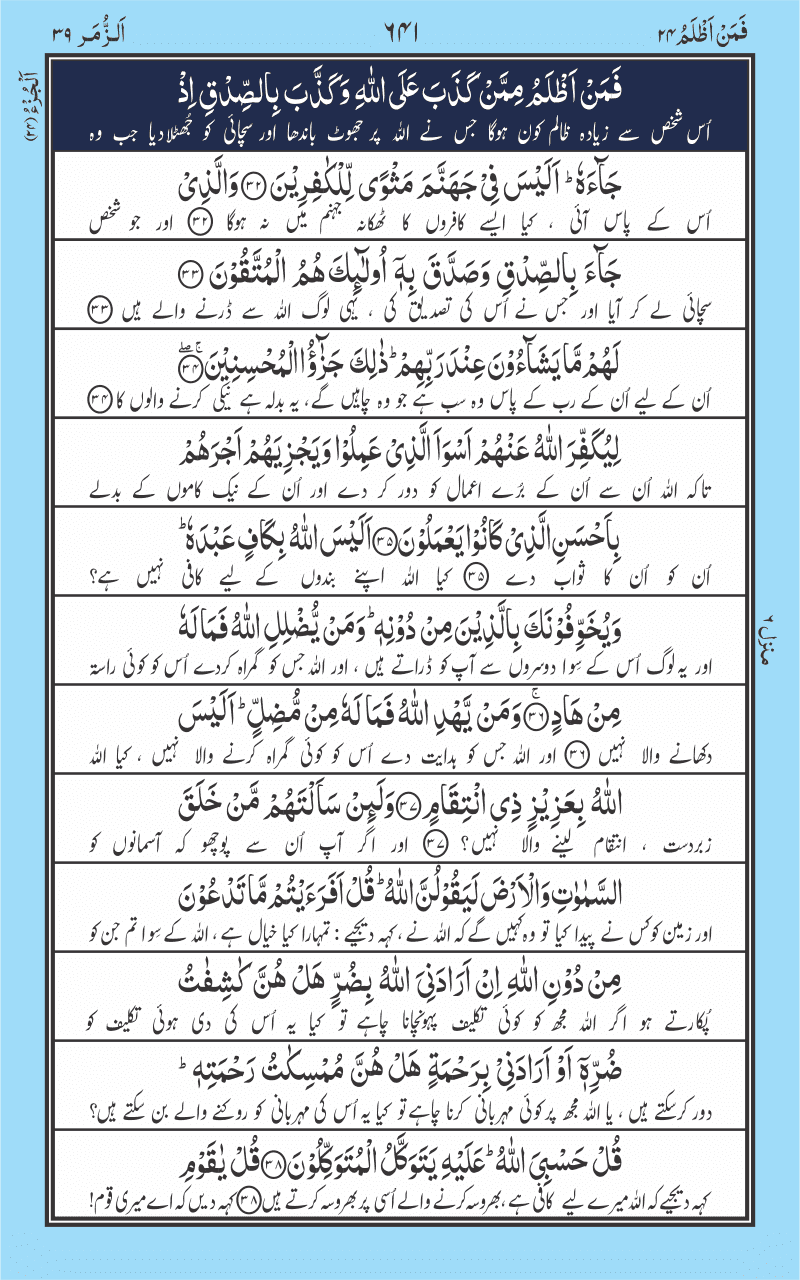 فَمَنْ اَظْلَمُ ۲۴
۶۴۱
اَلزُّمَر ۳۹
اَلْجُزْءُ (۲۴)
فَمَنْ اَظْلَمُ مِمَّنْ كَذَبَ عَلَى اللّٰهِ وَكَذَّبَ بِالصِّدْقِ اِذْ
اُس شخص سے زیادہ ظالم کون ہوگا جس نے اللہ پر جھوٹ باندھا اور سچائی کو جُھٹلادیا جب وہ
جَآءَهٗ ؕ اَلَيْسَ فِيْ جَهَنَّمَ مَثْوًى لِّلْكٰفِرِيْنَ ۳۲ وَالَّذِيْ
اُس کے پاس آئی ، کیا ایسے کافروں کا ٹھکانہ جہنم میں نہ ہوگا ۳۲ اور جو شخص
جَآءَ بِالصِّدْقِ وَصَدَّقَ بِهٖٓ اُولٰٓئِكَ هُمُ الْمُتَّقُوْنَ ۳۳
سچائی لے کر آیا اور جس نے اُس کی تصدیق کی ، یہی لوگ اللہ سے ڈرنے والے ہیں ۳۳
لَهُمْ مَّا يَشَآءُوْنَ عِنْدَ رَبِّهِمْ ؕ ذٰلِكَ جَزٰٓؤُا الْمُحْسِنِيْنَ ۳۴
اُن کے لیے اُن کے رب کے پاس وہ سب ہے جو وہ چاہیں گے، یہ بدلہ ہے نیکی کرنے والوں کا ۳۴
لِيُكَفِّرَ اللّٰهُ عَنْهُمْ اَسْوَاَ الَّذِيْ عَمِلُوْا وَيَجْزِيَهُمْ اَجْرَهُمْ
تاکہ اللہ اُن سے اُن کے بُرے اعمال کو دور کر دے اور اُن کے نیک کاموں کے بدلے
بِاَحْسَنِ الَّذِيْ كَانُوْا يَعْمَلُوْنَ ۳۵ اَلَيْسَ اللّٰهُ بِكَافٍ عَبْدَهٗ ؕ
اُن کو اُن کا ثواب دے ۳۵ کیا اللہ اپنے بندوں کے لیے کافی نہیں ہے؟
وَيُخَوِّفُوْنَكَ بِالَّذِيْنَ مِنْ دُوْنِهٖ ؕ وَمَنْ يُّضْلِلِ اللّٰهُ فَمَا لَهٗ
اور یہ لوگ اُس کے سِوا دوسروں سے آپ کو ڈراتے ہیں ، اور اللہ جس کو گمراہ کردے اُس کو کوئی راستہ
مِنْ هَادٍ ۳۶ وَمَنْ يَّهْدِ اللّٰهُ فَمَا لَهٗ مِنْ مُّضِلٍّ ؕ اَلَيْسَ
دکھانے والا نہیں ۳۶ اور اللہ جس کو ہدایت دے اُس کو کوئی گمراہ کرنے والا نہیں ، کیا اللہ
اللّٰهُ بِعَزِيْزٍ ذِي انْتِقَامٍ ۳۷ وَلَئِنْ سَاَلْتَهُمْ مَّنْ خَلَقَ
زبردست ، انتقام لینے والا نہیں؟ ۳۷ اور اگر آپ اُن سے پوچھو کہ آسمانوں کو
السَّمٰوٰتِ وَالْاَرْضَ لَيَقُوْلُنَّ اللّٰهُ ؕ قُلْ اَفَرَءَيْتُمْ مَّا تَدْعُوْنَ
اور زمین کو کس نے پیدا کیا تو وہ کہیں گے کہ اللہ نے ، کہہ دیجیے : تمہارا کیا خیال ہے ، اللہ کے سِوا تم جن کو
مِنْ دُوْنِ اللّٰهِ اِنْ اَرَادَنِيَ اللّٰهُ بِضُرٍّ هَلْ هُنَّ كٰشِفٰتُ
پُکارتے ہو اگر اللہ مجھ کو کوئی تکلیف پہونچانا چاہے تو کیا یہ اُس کی دی ہوئی تکلیف کو
ضُرِّهٖٓ اَوْ اَرَادَنِيْ بِرَحْمَةٍ هَلْ هُنَّ مُمْسِكٰتُ رَحْمَتِهٖ ؕ
دور کرسکتے ہیں ، یا اللہ مجھ پر کوئی مہربانی کرنا چاہے تو کیا یہ اُس کی مہربانی کو روکنے والے بن سکتے ہیں؟
قُلْ حَسْبِيَ اللّٰهُ ؕ عَلَيْهِ يَتَوَكَّلُ الْمُتَوَكِّلُوْنَ ۳۸ قُلْ يٰقَوْمِ
کہہ دیجیے کہ اللہ میرے لیے کافی ہے ، بھروسہ کرنے والے اُسی پر بھروسہ کرتے ہیں ۳۸ کہہ دیں کہ اے میری قوم!
منزل ۶